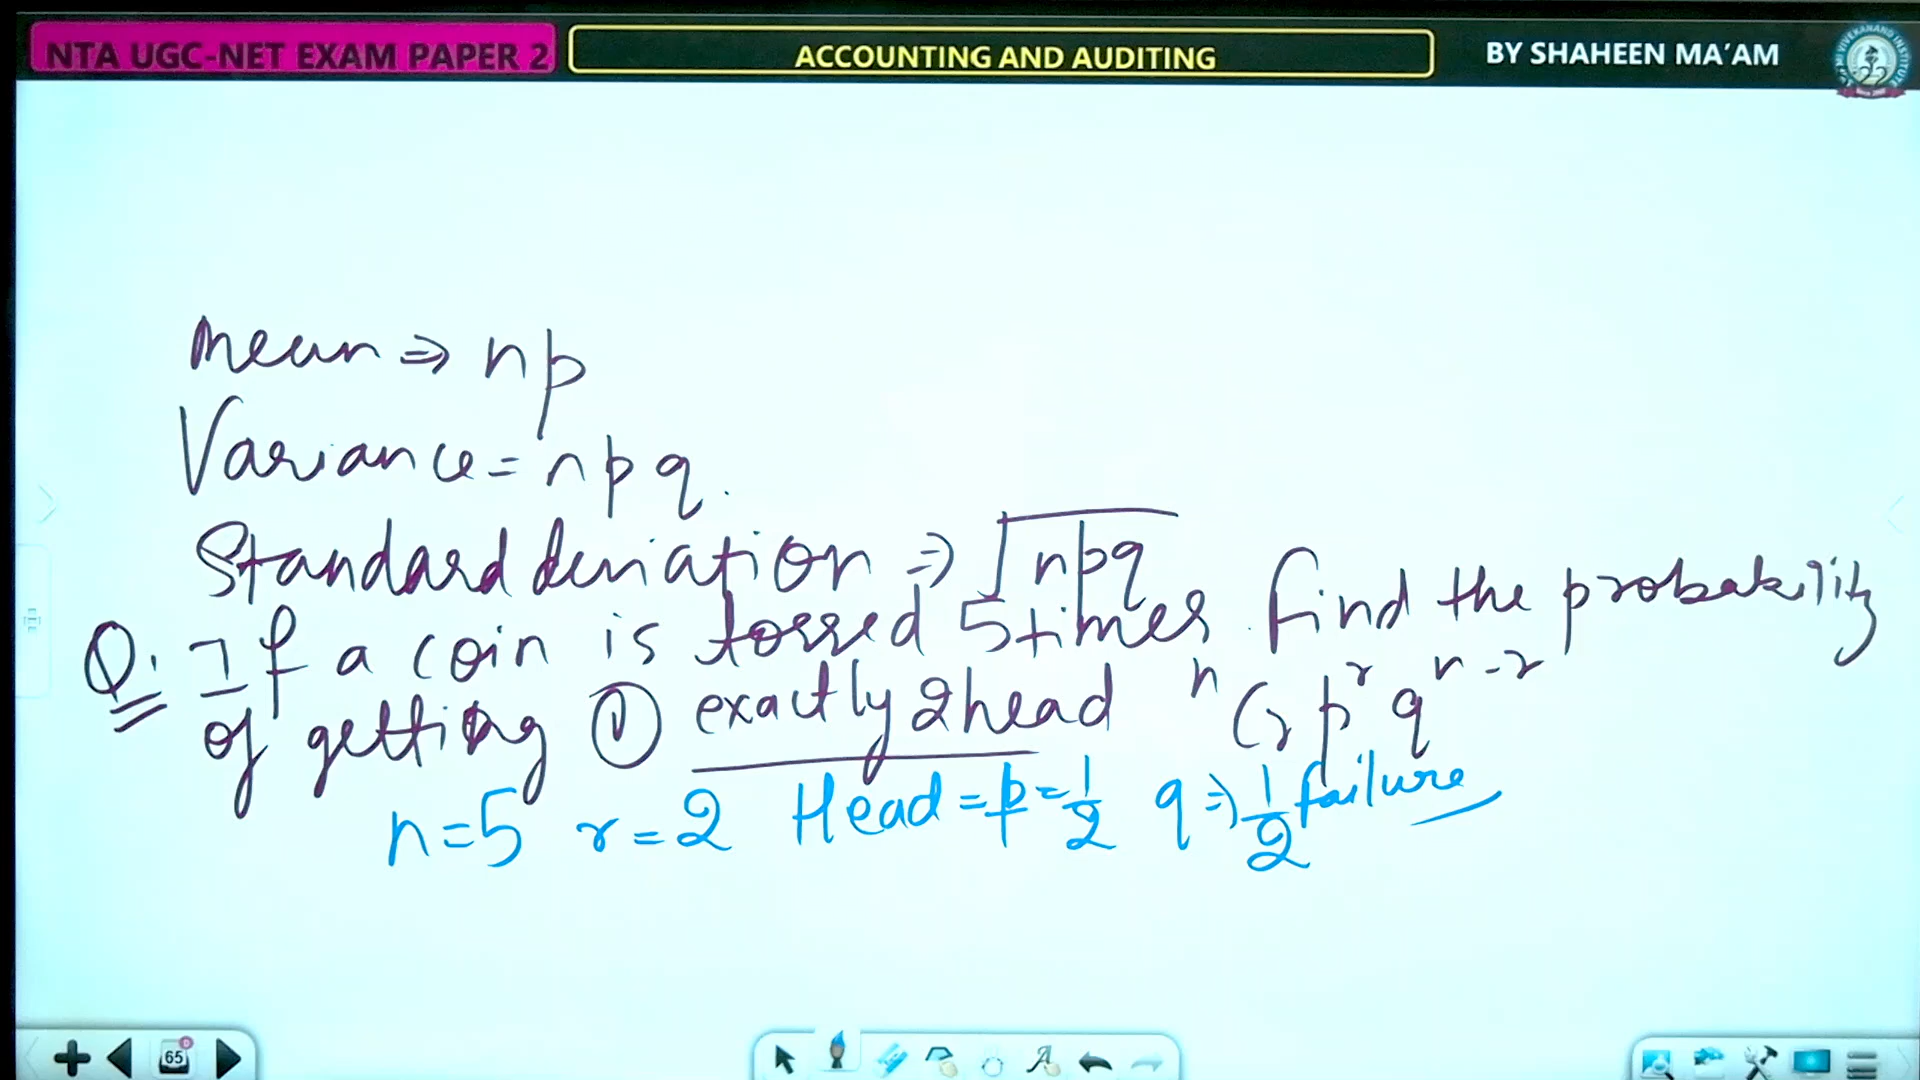 NTA UGC-NET EXAM PAPER 2 ACCOUNTING AND AUDITING BY SHAHEEN MA'AM
mean ⇒ np
Variance = npq.
Standard deviation ⇒ √npq
Q. If a coin is tossed 5 times. find the probability
of getting ① exactly 2 head ⁿCᵣ pʳ qⁿ⁻ʳ
n=5 r=2 Head = p = 1/2 q ⇒ 1/2 failure
65